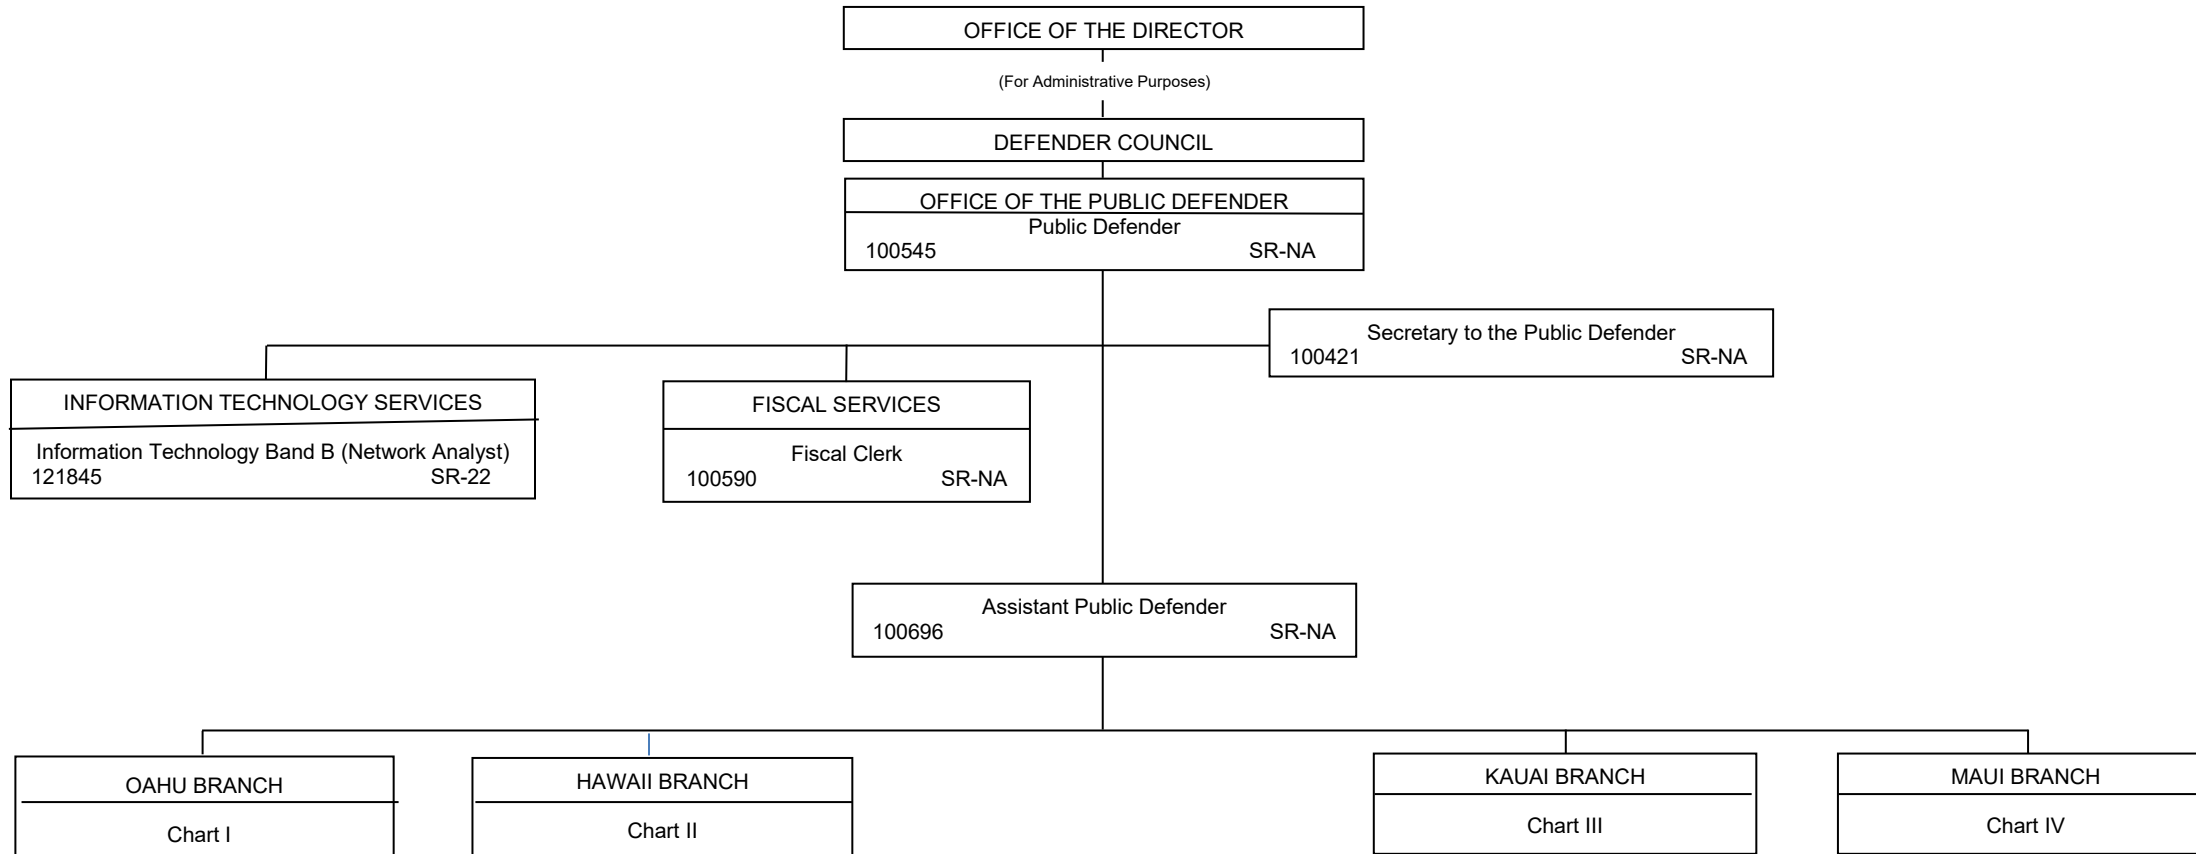 OFFICE OF THE DIRECTOR
(For Administrative Purposes)
DEFENDER COUNCIL
OFFICE OF THE PUBLIC DEFENDER
Public Defender
100545 SR-NA
Secretary to the Public Defender
100421 SR-NA
INFORMATION TECHNOLOGY SERVICES
Information Technology Band B (Network Analyst)
121845 SR-22
FISCAL SERVICES
Fiscal Clerk
100590 SR-NA
Assistant Public Defender
100696 SR-NA
OAHU BRANCH
Chart I
HAWAII BRANCH
Chart II
KAUAI BRANCH
Chart III
MAUI BRANCH
Chart IV